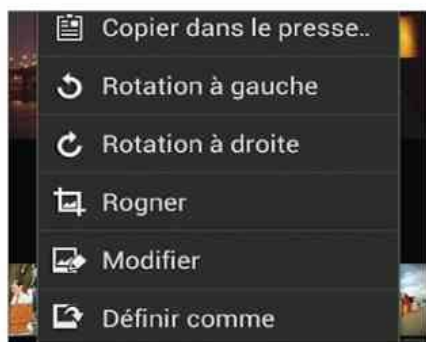 Copier dans le presse..
Rotation à gauche
Rotation à droite
Rogner
Modifier
Définir comme